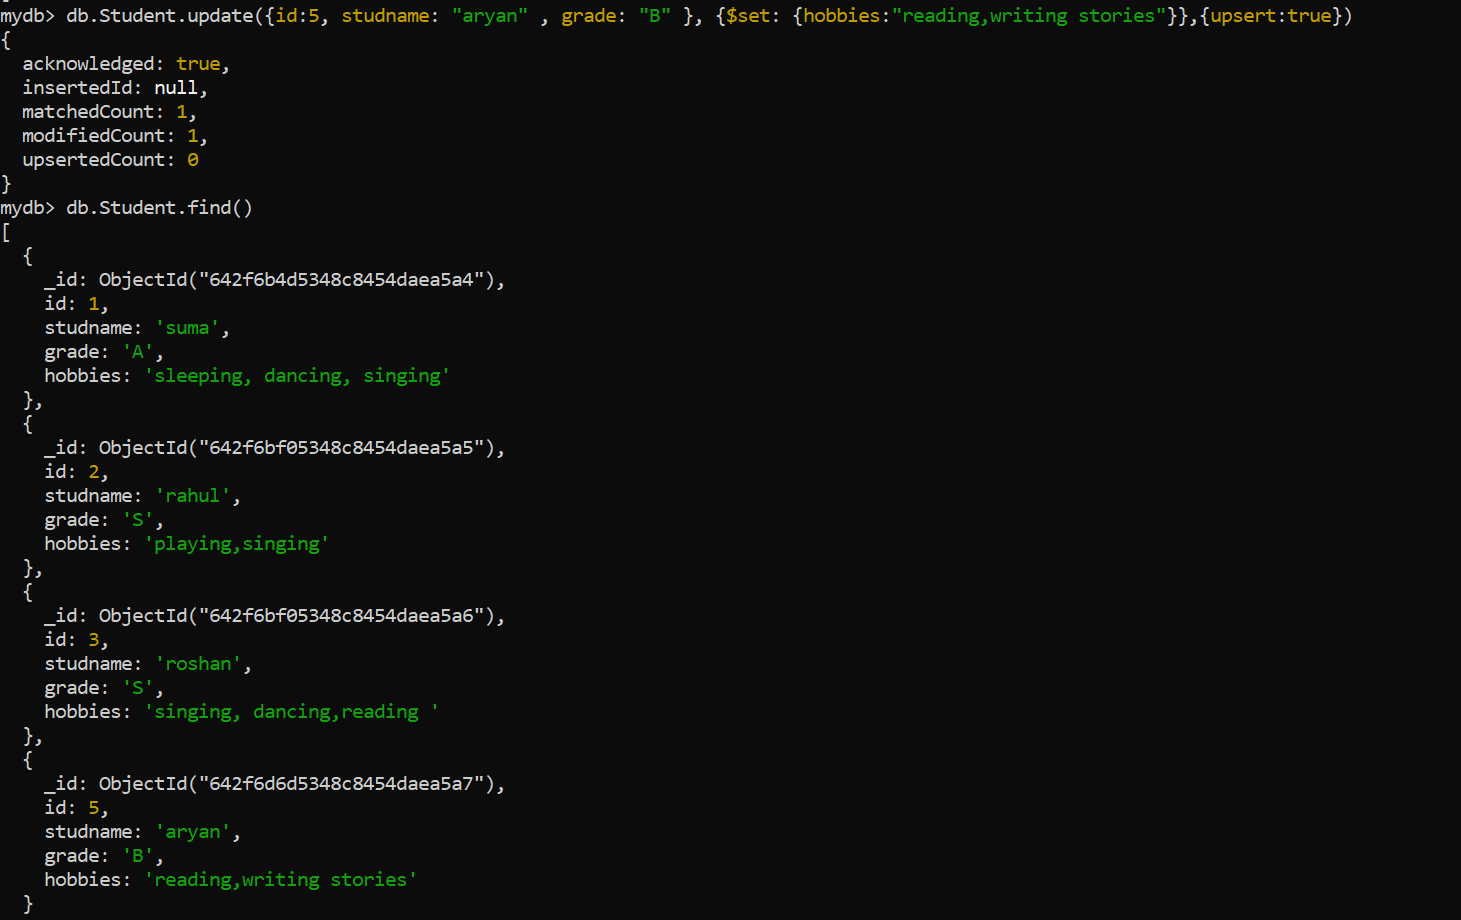 mydb> db.Student.update({id:5, studname: "aryan" , grade: "B" }, {$set: {hobbies:"reading,writing stories"}},{upsert:true})
{
  acknowledged: true,
  insertedId: null,
  matchedCount: 1,
  modifiedCount: 1,
  upsertedCount: 0
}
mydb> db.Student.find()
[
  {
    _id: ObjectId("642f6b4d5348c8454daea5a4"),
    id: 1,
    studname: 'suma',
    grade: 'A',
    hobbies: 'sleeping, dancing, singing'
  },
  {
    _id: ObjectId("642f6bf05348c8454daea5a5"),
    id: 2,
    studname: 'rahul',
    grade: 'S',
    hobbies: 'playing,singing'
  },
  {
    _id: ObjectId("642f6bf05348c8454daea5a6"),
    id: 3,
    studname: 'roshan',
    grade: 'S',
    hobbies: 'singing, dancing,reading '
  },
  {
    _id: ObjectId("642f6d6d5348c8454daea5a7"),
    id: 5,
    studname: 'aryan',
    grade: 'B',
    hobbies: 'reading,writing stories'
  }